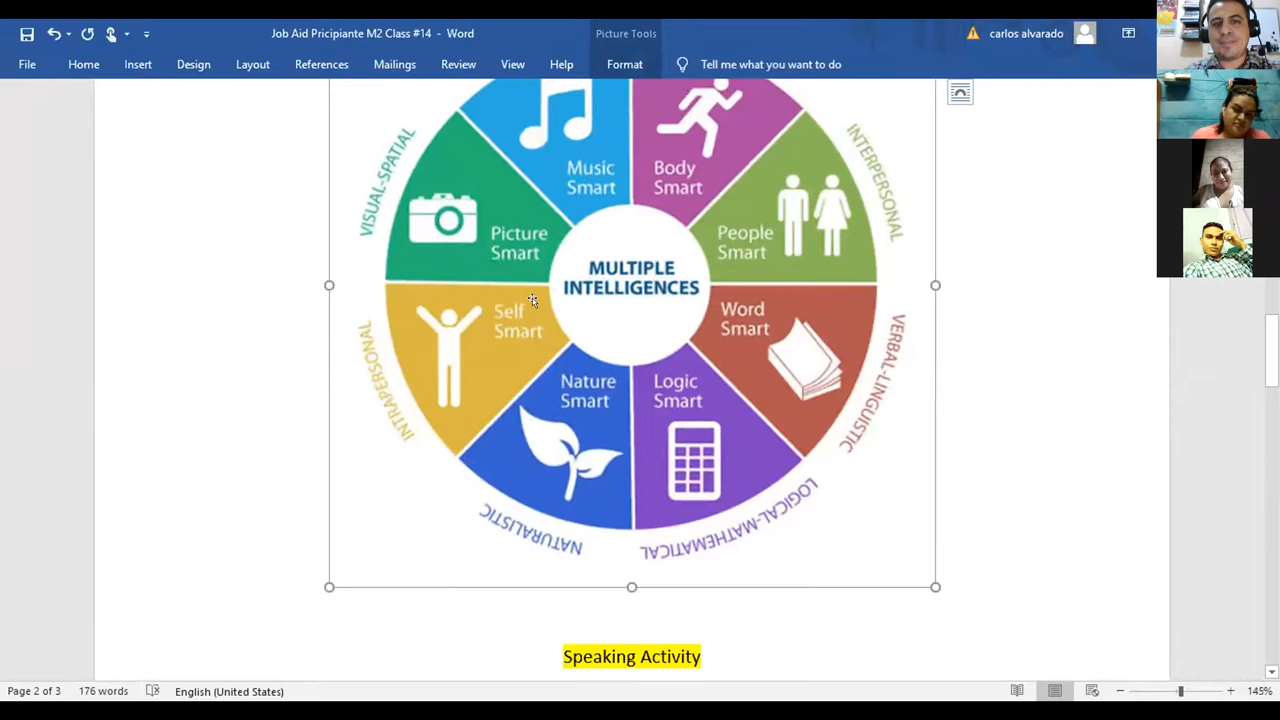 Job Aid Pricipiante M2 Class #14 - Word
Picture Tools
carlos alvarado
File
Home
Insert
Design
Layout
References
Mailings
Review
View
Help
Format
Tell me what you want to do
Music
Smart
Body
Smart
VISUAL-SPATIAL
INTERPERSONAL
Picture
Smart
People
Smart
MULTIPLE
INTELLIGENCES
Self
Smart
Word
Smart
INTRAPERSONAL
VERBAL-LINGUISTIC
Nature
Smart
Logic
Smart
NATURALISTIC
LOGICAL-MATHEMATICAL
Speaking Activity
Page 2 of 3
176 words
English (United States)
145%